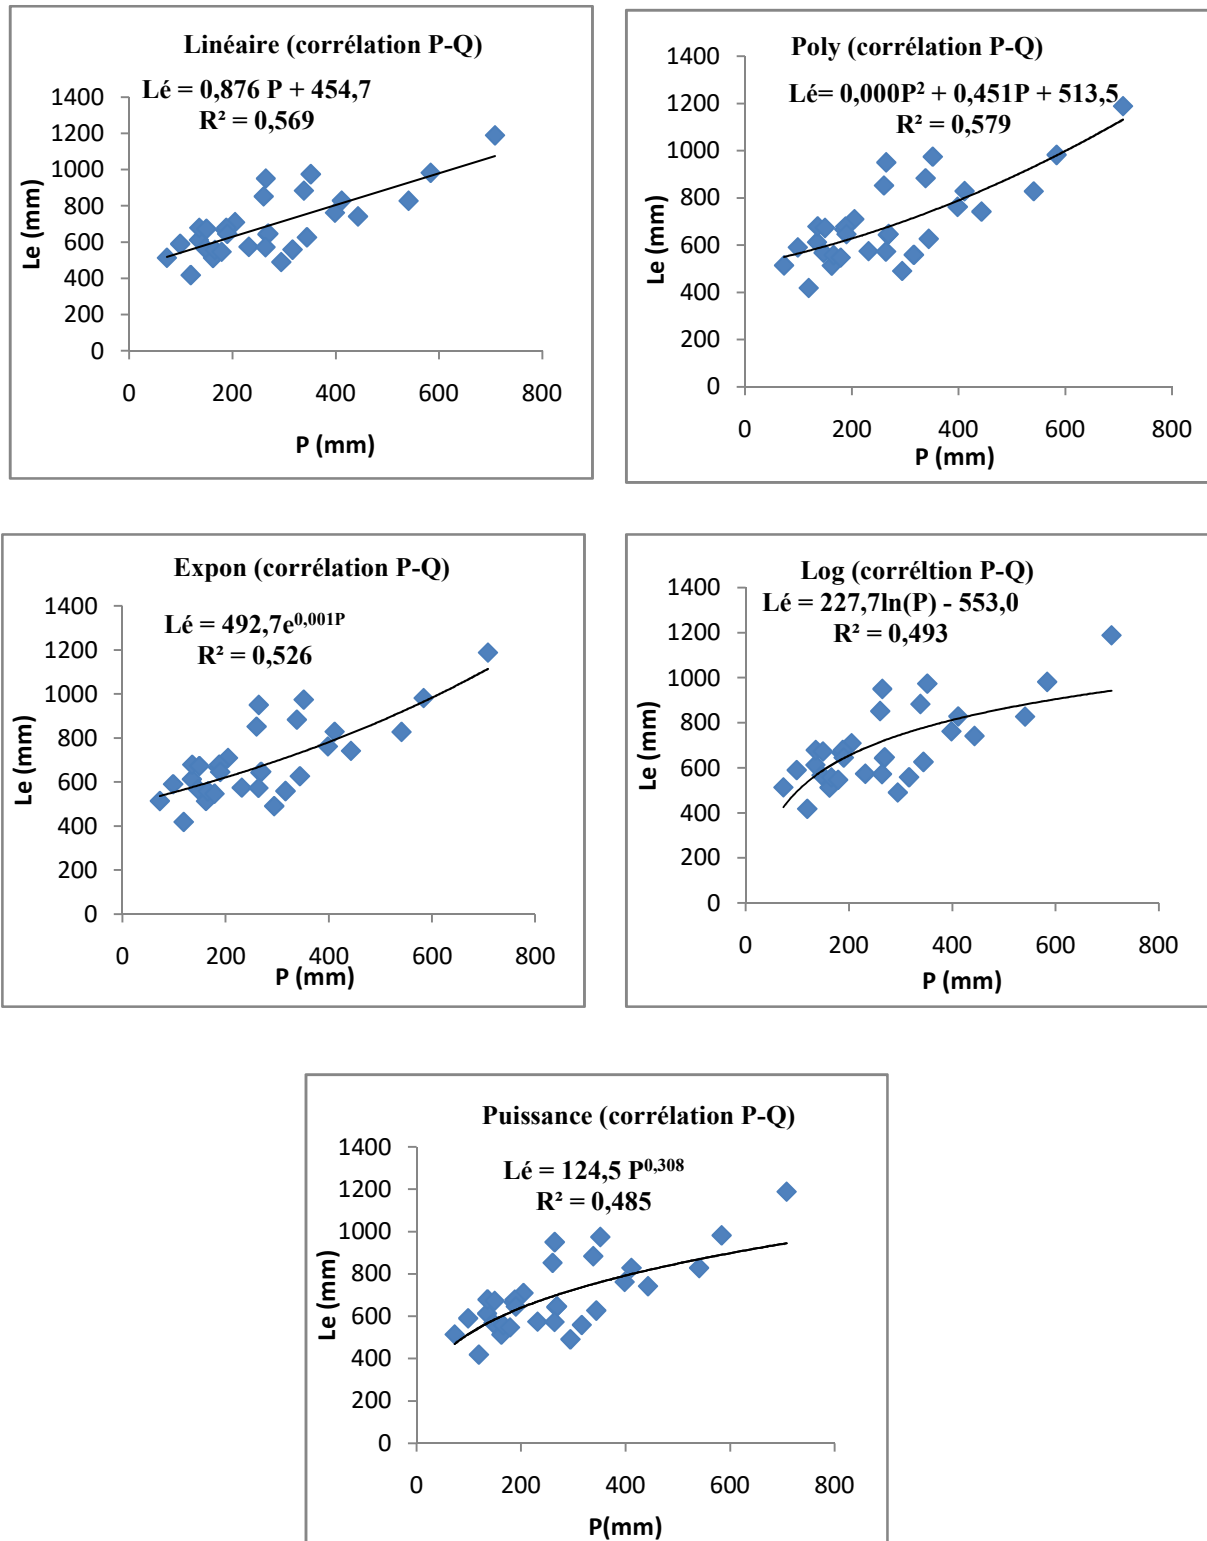 Linéaire (corrélation P-Q)
Lé = 0,876 P + 454,7
R² = 0,569
1400
1200
1000
800
600
400
200
0
Le (mm)
0 200 400 600 800
P (mm)
Poly (corrélation P-Q)
Lé= 0,000P² + 0,451P + 513,5
R² = 0,579
1400
1200
1000
800
600
400
200
0
Le (mm)
0 200 400 600 800
P (mm)
Expon (corrélation P-Q)
Lé = 492,7e^0,001P
R² = 0,526
1400
1200
1000
800
600
400
200
0
Le (mm)
0 200 400 600 800
P (mm)
Log (corréltion P-Q)
Lé = 227,7ln(P) - 553,0
R² = 0,493
1400
1200
1000
800
600
400
200
0
Le (mm)
0 200 400 600 800
P (mm)
Puissance (corrélation P-Q)
Lé = 124,5 P^0,308
R² = 0,485
1400
1200
1000
800
600
400
200
0
Le (mm)
0 200 400 600 800
P(mm)